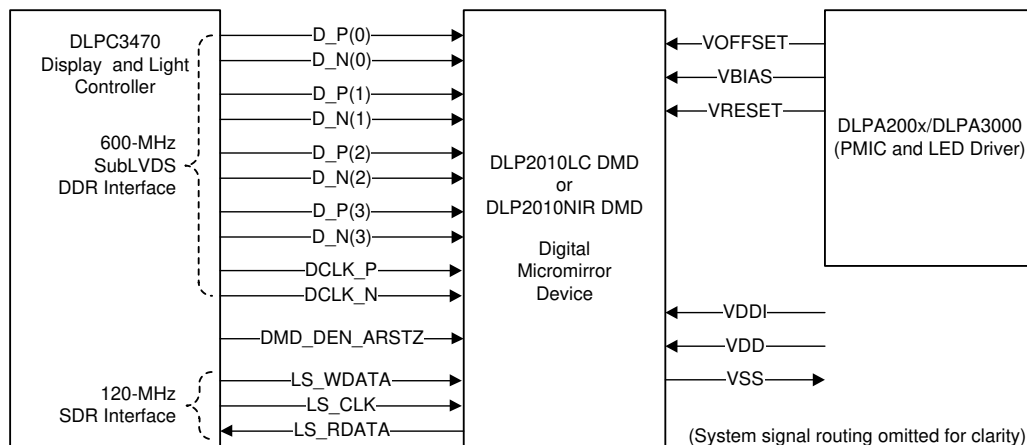 DLPC3470
Display and Light
Controller
600-MHz
SubLVDS
DDR Interface
120-MHz
SDR Interface
D_P(0)
D_N(0)
D_P(1)
D_N(1)
D_P(2)
D_N(2)
D_P(3)
D_N(3)
DCLK_P
DCLK_N
DMD_DEN_ARSTZ
LS_WDATA
LS_CLK
LS_RDATA
DLP2010LC DMD
or
DLP2010NIR DMD
Digital
Micromirror
Device
VOFFSET
VBIAS
VRESET
VDDI
VDD
VSS
DLPA200x/DLPA3000
(PMIC and LED Driver)
(System signal routing omitted for clarity)